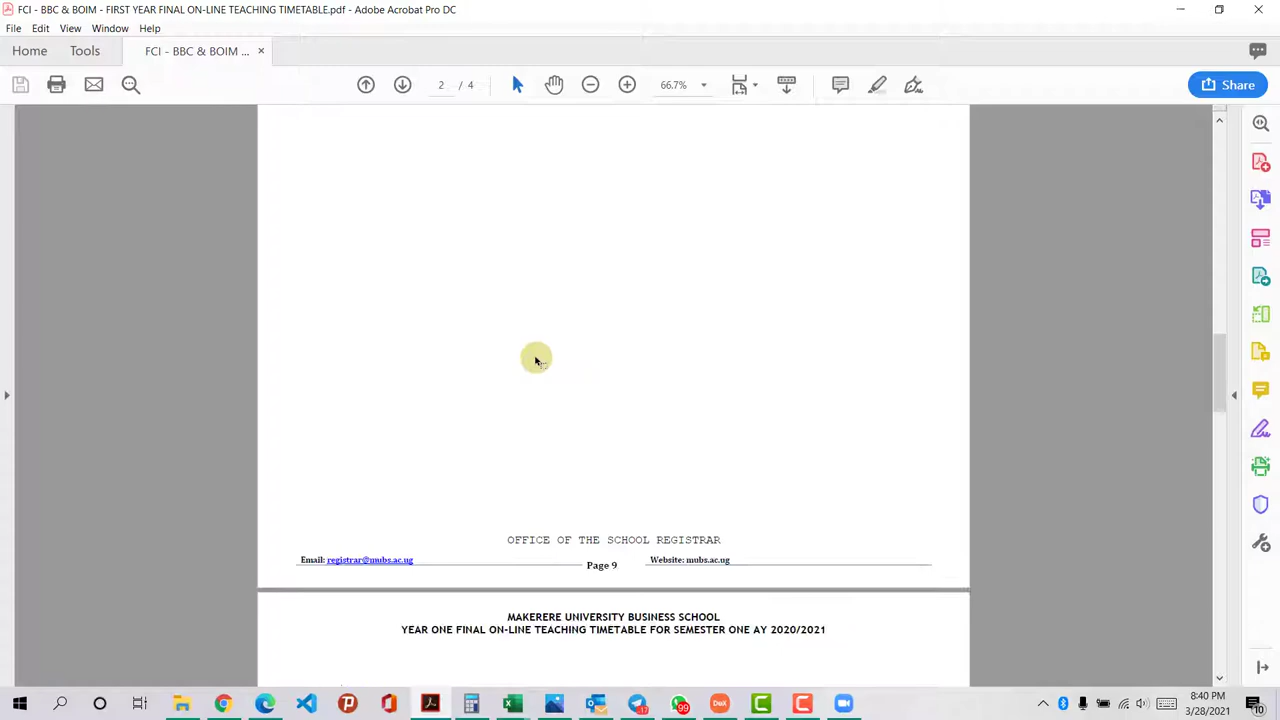 FCI - BBC & BOIM - FIRST YEAR FINAL ON-LINE TEACHING TIMETABLE.pdf - Adobe Acrobat Pro DC
File Edit View Window Help
Home Tools FCI - BBC & BOIM ... ×
2 / 4 66.7% Share
OFFICE OF THE SCHOOL REGISTRAR
Email: registrar@mubs.ac.ug Page 9 Website: mubs.ac.ug
MAKERERE UNIVERSITY BUSINESS SCHOOL
YEAR ONE FINAL ON-LINE TEACHING TIMETABLE FOR SEMESTER ONE AY 2020/2021
99 DeX
8:40 PM
3/28/2021
10